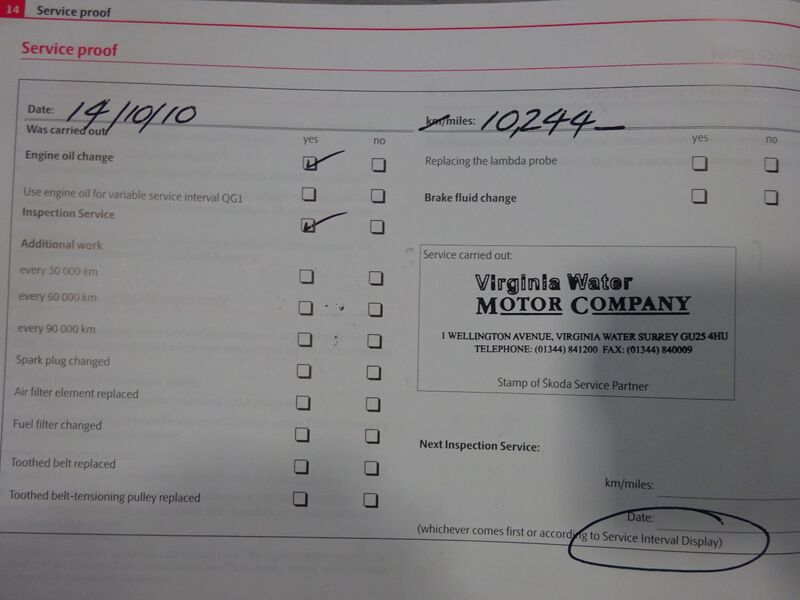 14 Service proof
Service proof
Date: 14/10/10
km/miles: 10,244
Was carried out:
yes no
yes no
Engine oil change
Replacing the lambda probe
Use engine oil for variable service interval QG1
Brake fluid change
Inspection Service
Additional work
every 30 000 km
every 60 000 km
every 90 000 km
Spark plug changed
Air filter element replaced
Fuel filter changed
Toothed belt replaced
Toothed belt-tensioning pulley replaced
Service carried out:
Virginia Water
MOTOR COMPANY
1 WELLINGTON AVENUE, VIRGINIA WATER SURREY GU25 4HU
TELEPHONE: (01344) 841200 FAX: (01344) 840009
Stamp of Škoda Service Partner
Next Inspection Service:
km/miles:
Date:
(whichever comes first or according to Service Interval Display)